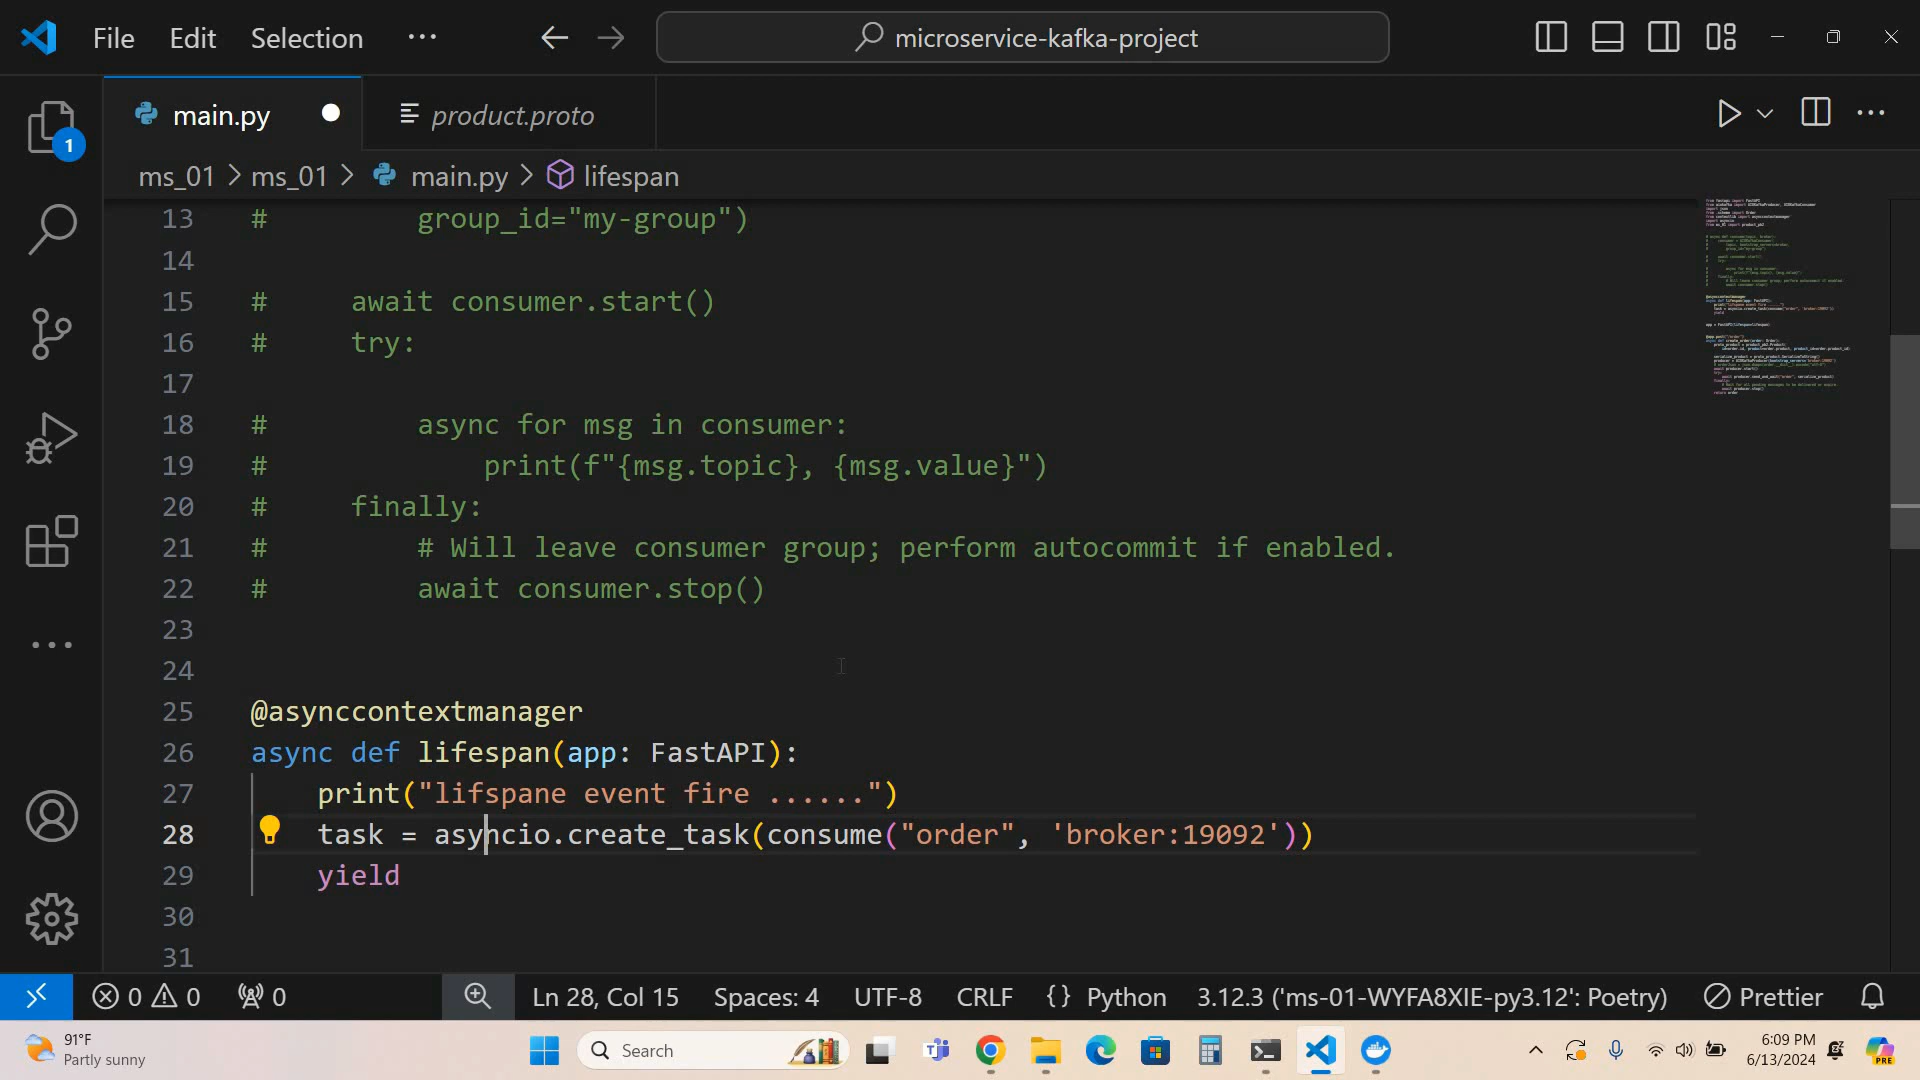 File Edit Selection ... microservice-kafka-project
main.py product.proto
1
ms_01 > ms_01 > main.py > lifespan
13 # group_id="my-group")
14
15 # await consumer.start()
16 # try:
17
18 # async for msg in consumer:
19 # print(f"{msg.topic}, {msg.value}")
20 # finally:
21 # # Will leave consumer group; perform autocommit if enabled.
22 # await consumer.stop()
23
24
25 @asynccontextmanager
26 async def lifespan(app: FastAPI):
27 print("lifspane event fire ......")
28 task = asyncio.create_task(consume("order", 'broker:19092'))
29 yield
30
31
0 0 0 Ln 28, Col 15 Spaces: 4 UTF-8 CRLF {} Python 3.12.3 ('ms-01-WYFA8XIE-py3.12': Poetry) Prettier
91°F
Partly sunny
Search
6:09 PM
6/13/2024
PRE